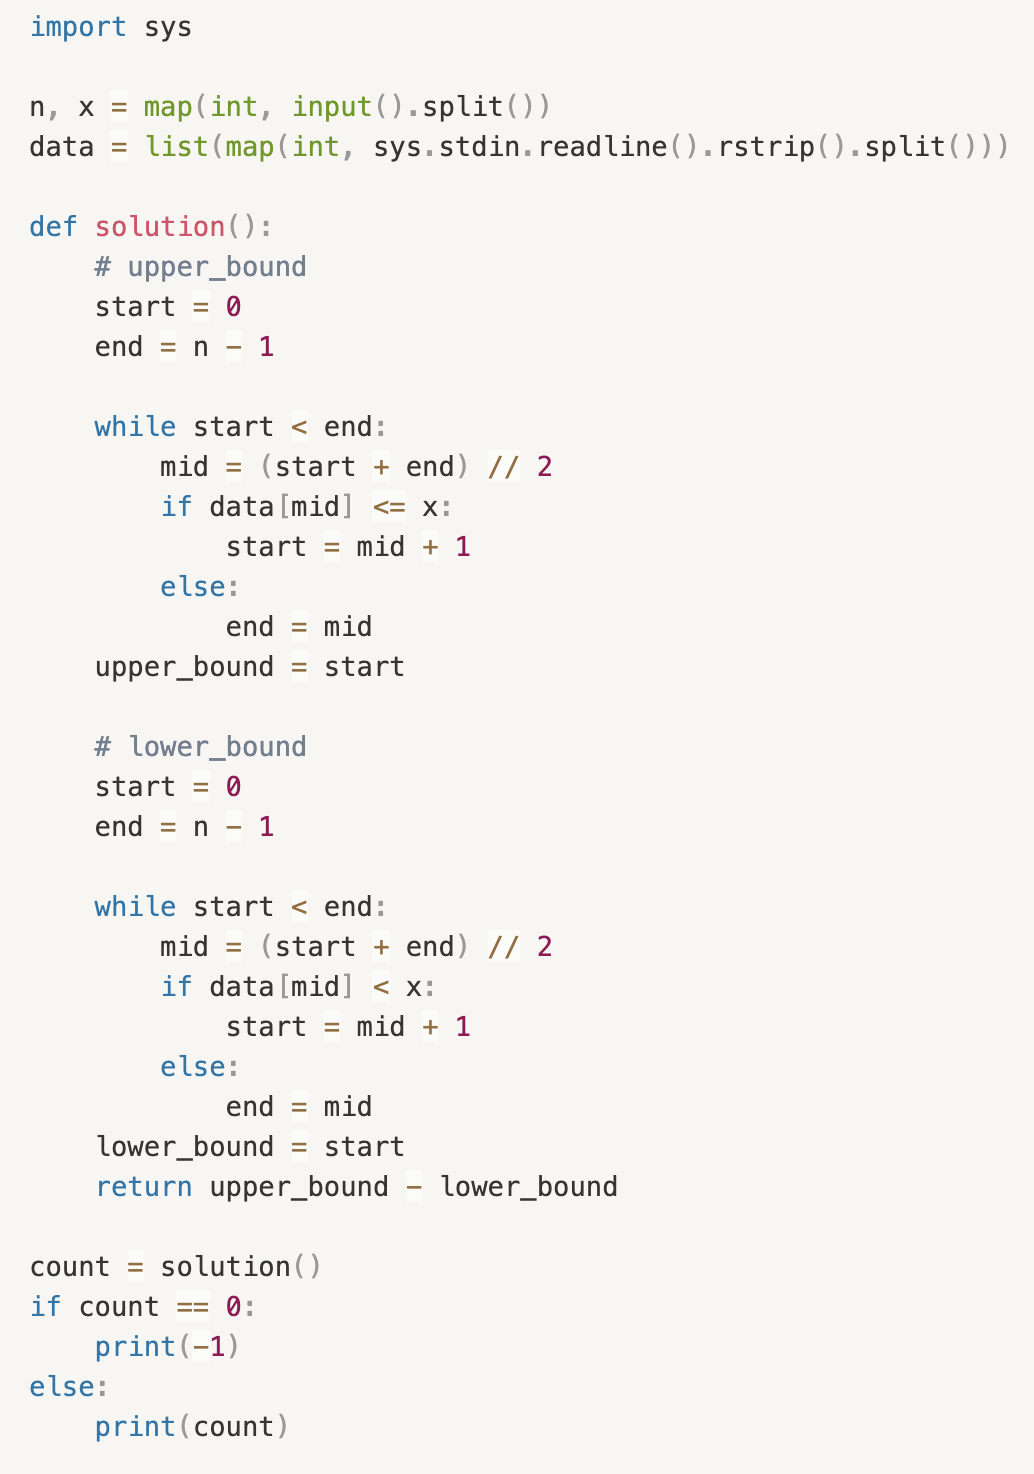 import sys

n, x = map(int, input().split())
data = list(map(int, sys.stdin.readline().rstrip().split()))

def solution():
    # upper_bound
    start = 0
    end = n - 1

    while start < end:
        mid = (start + end) // 2
        if data[mid] <= x:
            start = mid + 1
        else:
            end = mid
    upper_bound = start

    # lower_bound
    start = 0
    end = n - 1

    while start < end:
        mid = (start + end) // 2
        if data[mid] < x:
            start = mid + 1
        else:
            end = mid
    lower_bound = start
    return upper_bound - lower_bound

count = solution()
if count == 0:
    print(-1)
else:
    print(count)